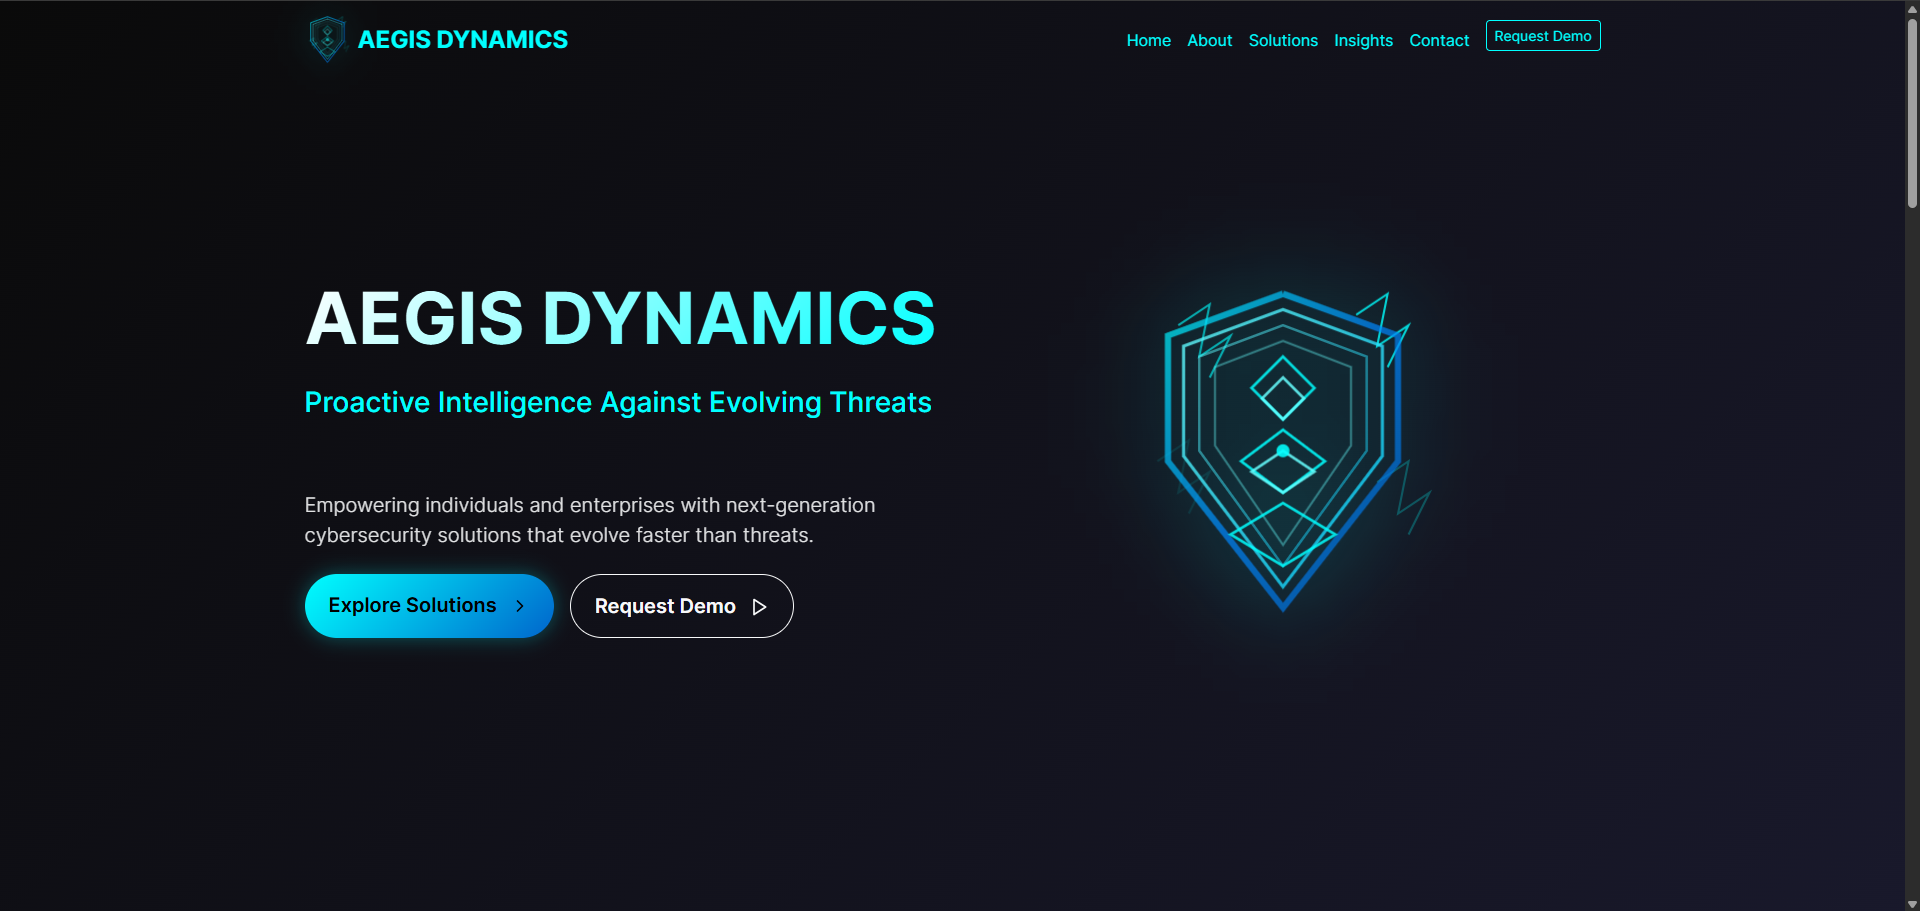 AEGIS DYNAMICS
Home About Solutions Insights Contact Request Demo
AEGIS DYNAMICS
Proactive Intelligence Against Evolving Threats
Empowering individuals and enterprises with next-generation
cybersecurity solutions that evolve faster than threats.
Explore Solutions
Request Demo